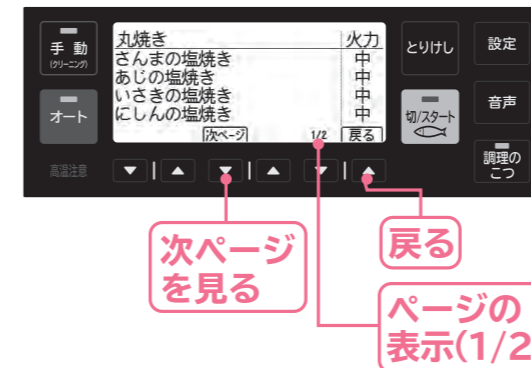 手 動
(クリーニング)
オート
高温注意
丸焼き 火力
さんまの塩焼き 中
あじの塩焼き 中
いさきの塩焼き 中
にしんの塩焼き 中
次ページ 1/2 戻る
▼ | ▲ ▼ | ▲ ▼ | ▲
とりけし
切/スタート
設定
音声
調理の
こつ
次ページ
を見る
戻る
ページの
表示(1/2